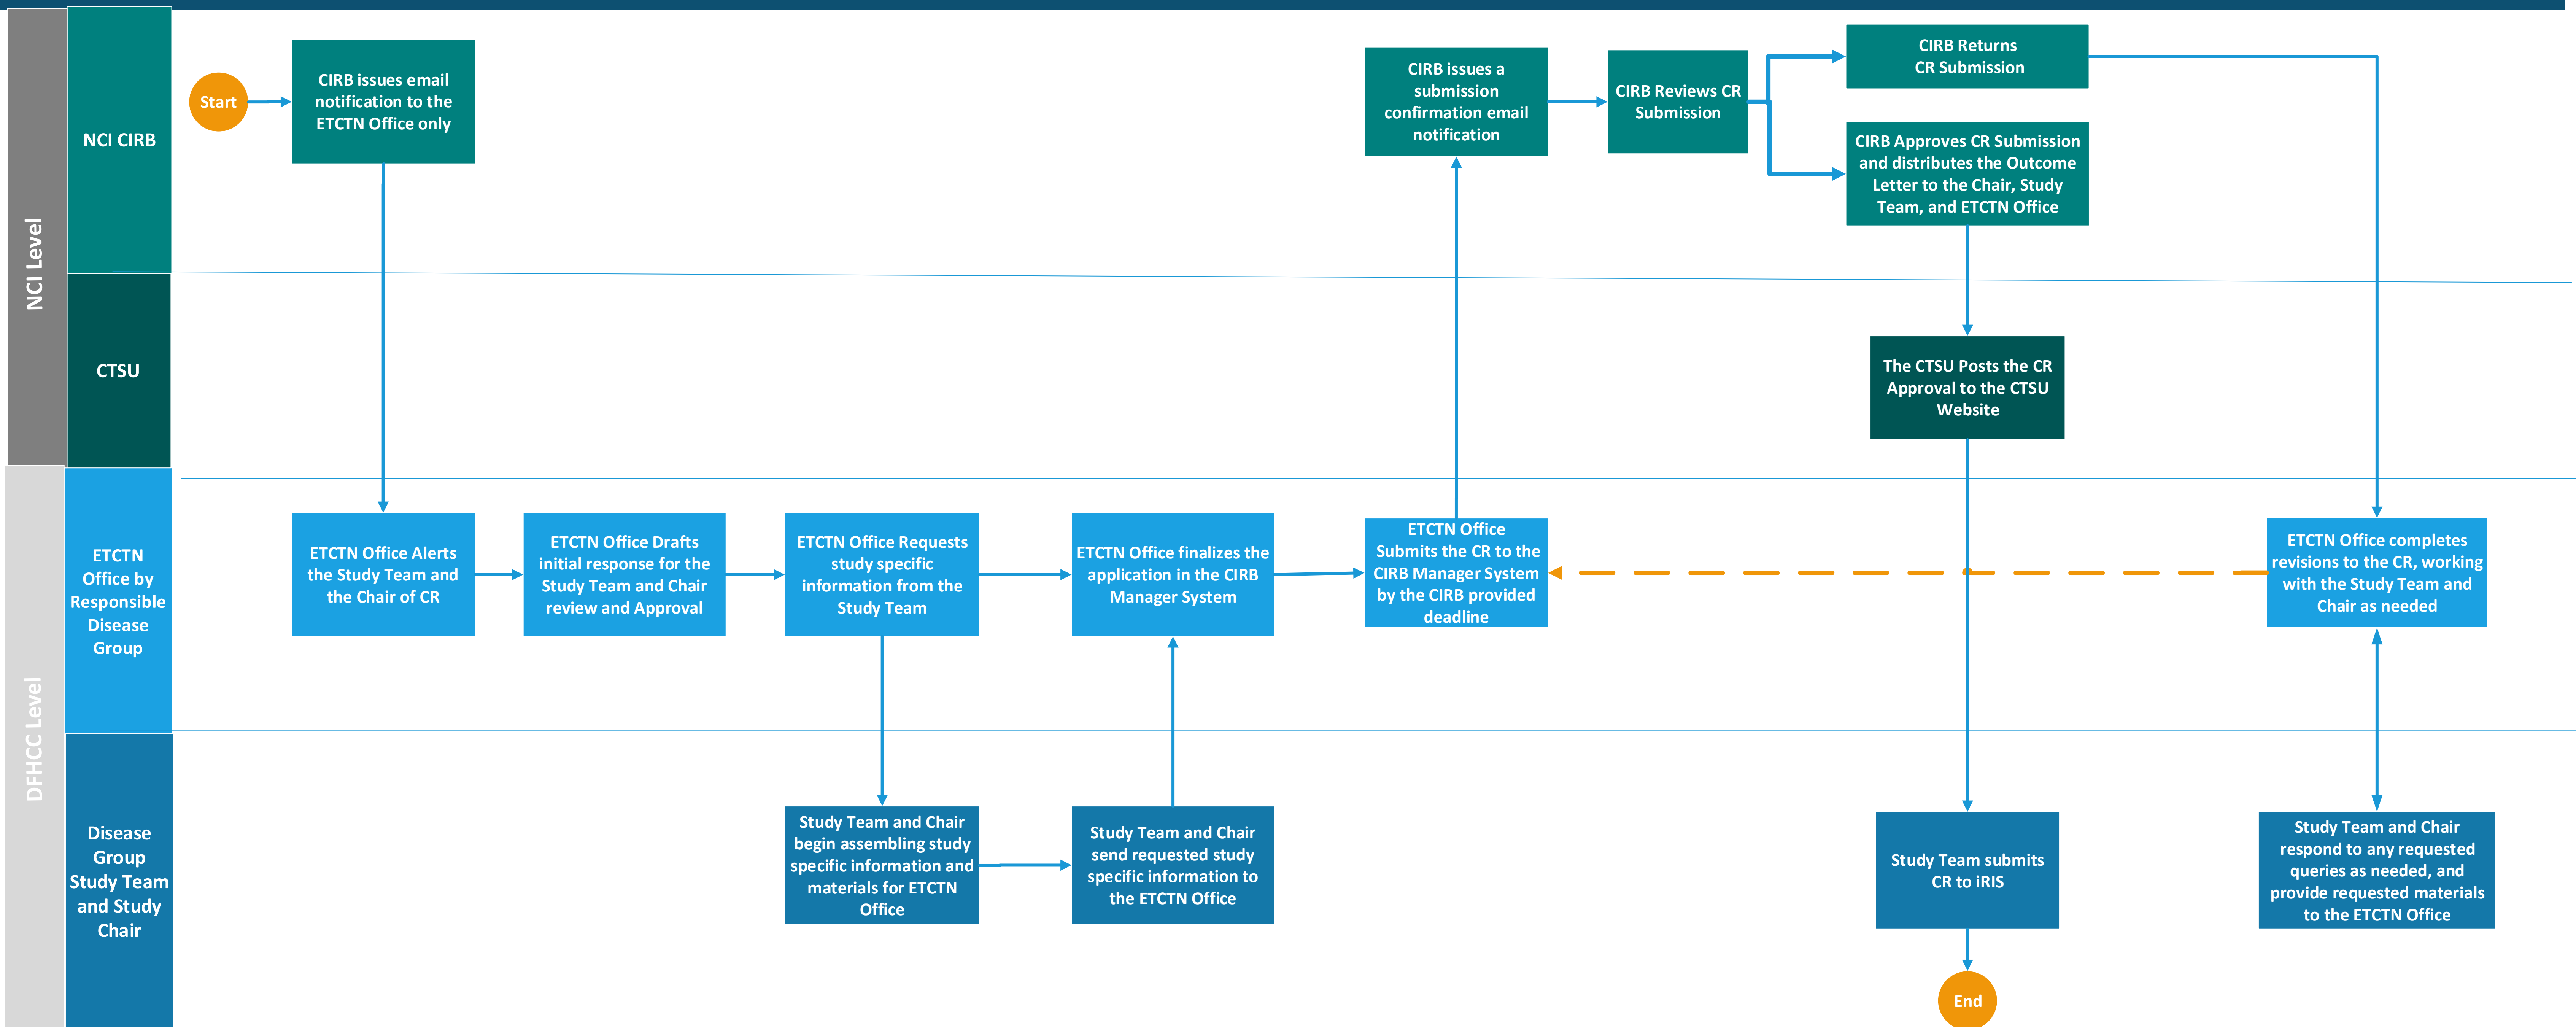 NCI Level
NCI CIRB
Start
CIRB issues email
notification to the
ETCTN Office only
CIRB issues a
submission
confirmation email
notification
CIRB Reviews CR
Submission
CIRB Returns
CR Submission
CIRB Approves CR Submission
and distributes the Outcome
Letter to the Chair, Study
Team, and ETCTN Office
CTSU
The CTSU Posts the CR
Approval to the CTSU
Website
DFHCC Level
ETCTN
Office by
Responsible
Disease
Group
ETCTN Office Alerts
the Study Team and
the Chair of CR
ETCTN Office Drafts
initial response for the
Study Team and Chair
review and Approval
ETCTN Office Requests
study specific
information from the
Study Team
ETCTN Office finalizes the
application in the CIRB
Manager System
ETCTN Office
Submits the CR to the
CIRB Manager System
by the CIRB provided
deadline
ETCTN Office completes
revisions to the CR, working
with the Study Team and
Chair as needed
Disease
Group
Study Team
and Study
Chair
Study Team and Chair
begin assembling study
specific information and
materials for ETCTN
Office
Study Team and Chair
send requested study
specific information to
the ETCTN Office
Study Team submits
CR to iRIS
Study Team and Chair
respond to any requested
queries as needed, and
provide requested materials
to the ETCTN Office
End